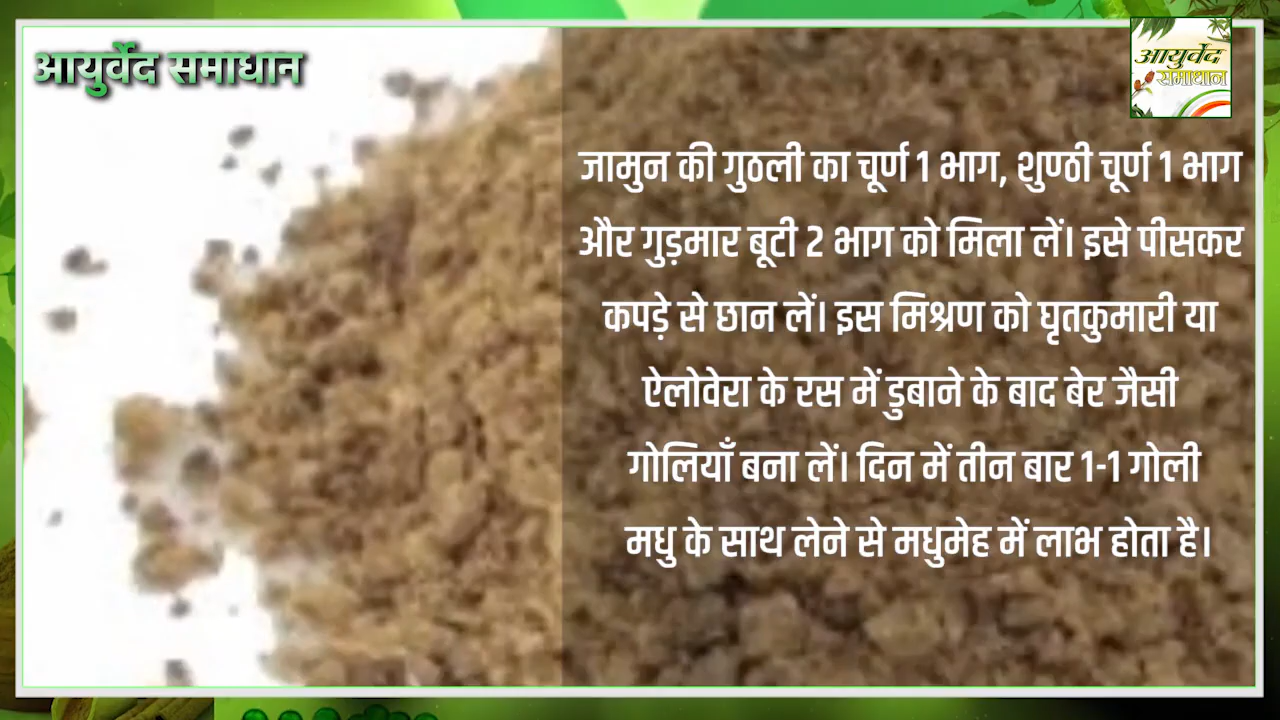 आयुर्वेद समाधान
आयुर्वेद
समाधान
जामुन की गुठली का चूर्ण 1 भाग, शुण्ठी चूर्ण 1 भाग
और गुड़मार बूटी 2 भाग को मिला लें। इसे पीसकर
कपड़े से छान लें। इस मिश्रण को घृतकुमारी या
ऐलोवेरा के रस में डुबाने के बाद बेर जैसी
गोलियाँ बना लें। दिन में तीन बार 1-1 गोली
मधु के साथ लेने से मधुमेह में लाभ होता है।